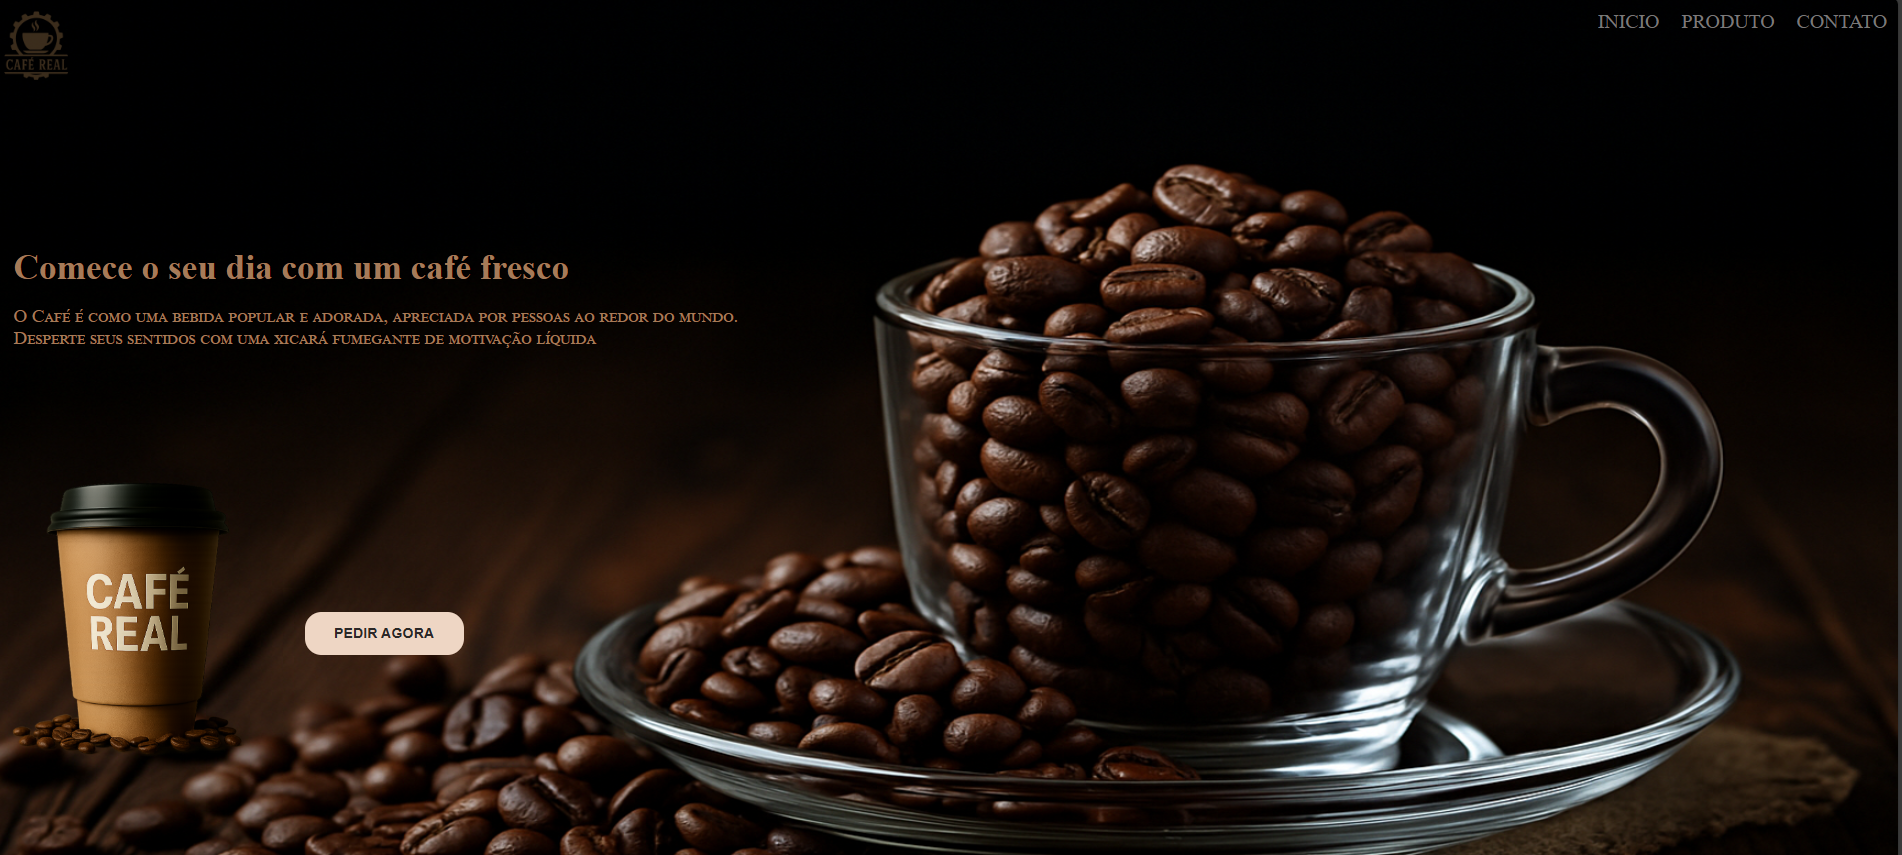 CAFÉ REAL
INICIO PRODUTO CONTATO
Comece o seu dia com um café fresco
O Café é como uma bebida popular e adorada, apreciada por pessoas ao redor do mundo.
Desperte seus sentidos com uma xicará fumegante de motivação líquida
CAFÉ
REAL
PEDIR AGORA